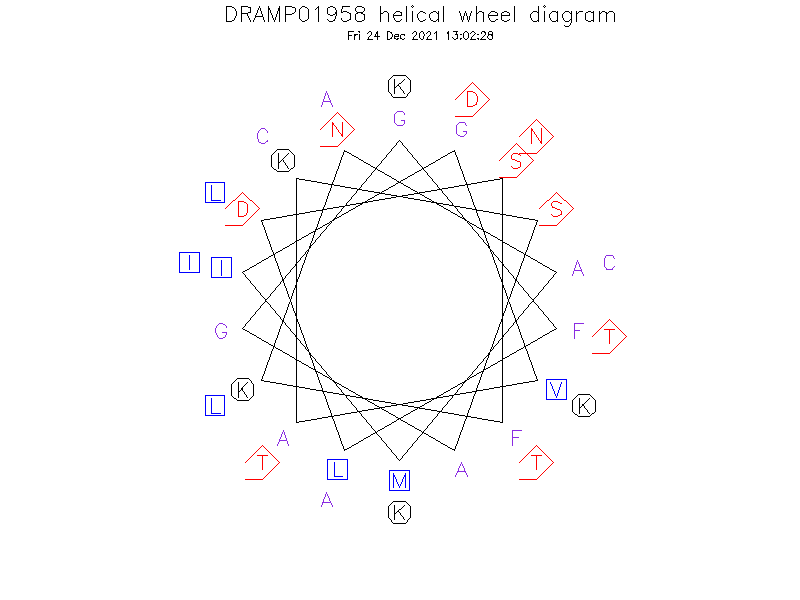 DRAMP01958 helical wheel diagram
Fri 24 Dec 2021 13:02:28
K
A D
G
N G N
C
K S
L
D S
I I A C
G F T
K V
L K
A F
T L A T
M
A
K